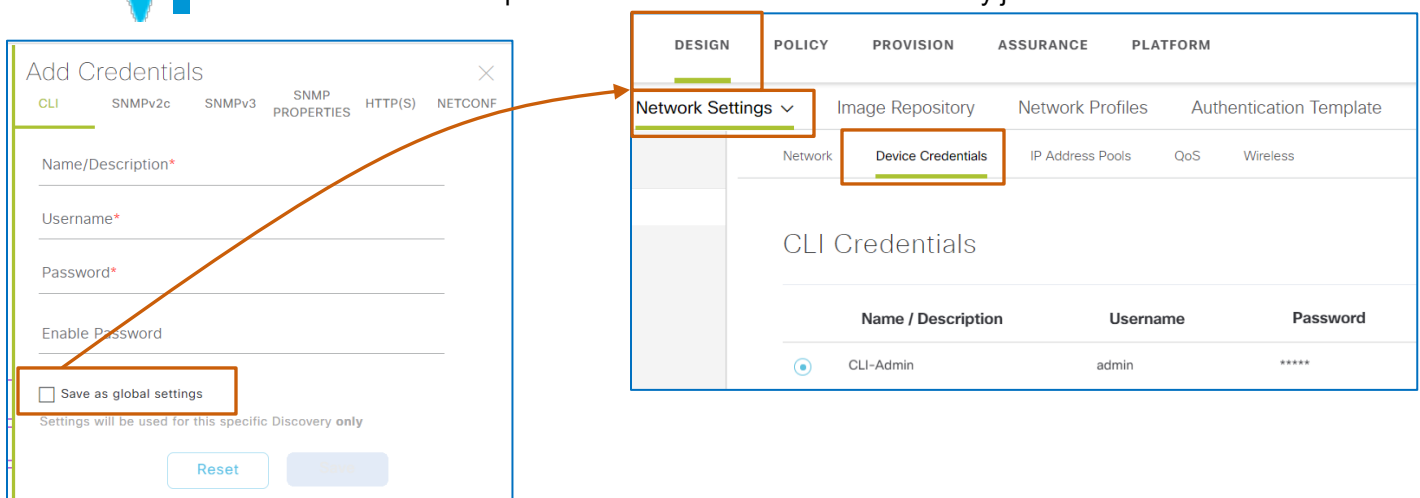 Add Credentials
CLI SNMPv2c SNMPv3 SNMP PROPERTIES HTTP(S) NETCONF
Name/Description*
Username*
Password*
Enable Password
Save as global settings
Settings will be used for this specific Discovery only
Reset
DESIGN POLICY PROVISION ASSURANCE PLATFORM
Network Settings Image Repository Network Profiles Authentication Template
Network Device Credentials IP Address Pools QoS Wireless
CLI Credentials
Name / Description Username Password
CLI-Admin admin *****